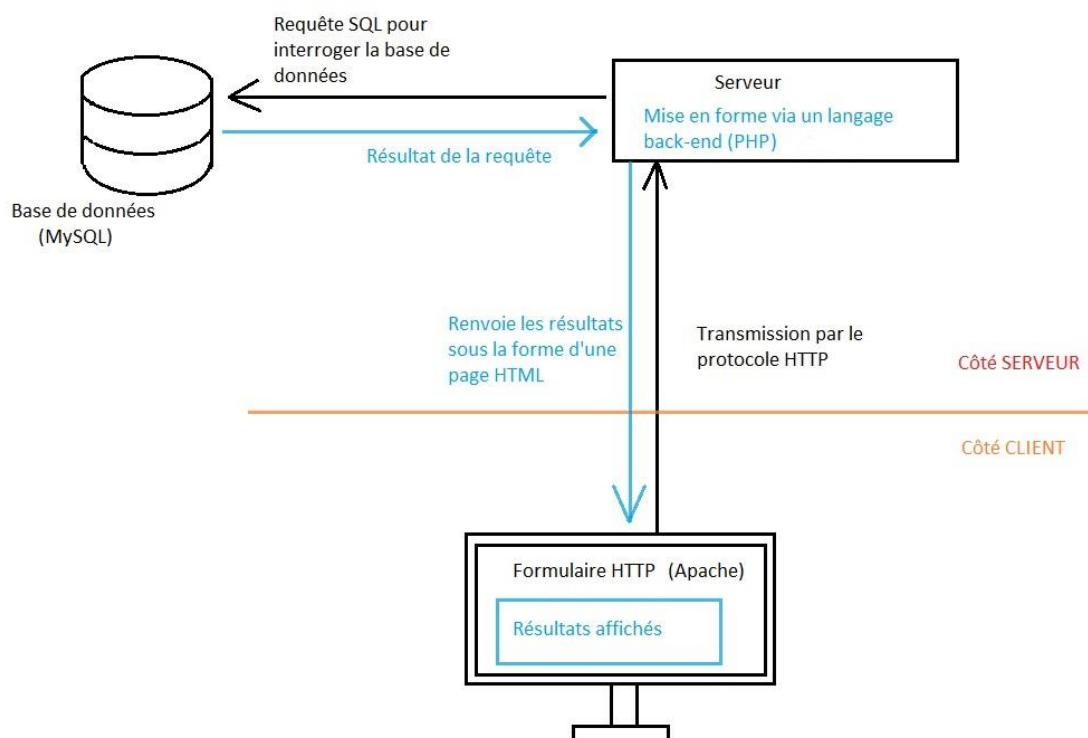 Requête SQL pour
interroger la base de
données
Serveur
Mise en forme via un langage
back-end (PHP)
Résultat de la requête
Base de données
(MySQL)
Renvoie les résultats
sous la forme d'une
page HTML
Transmission par le
protocole HTTP
Côté SERVEUR
Côté CLIENT
Formulaire HTTP (Apache)
Résultats affichés